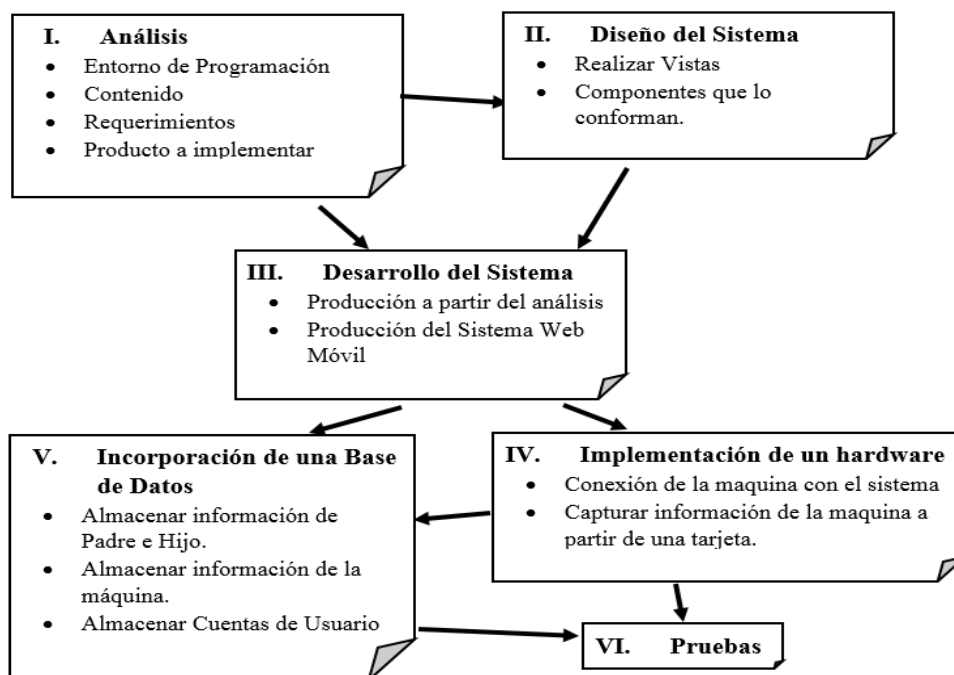 I. Análisis
• Entorno de Programación
• Contenido
• Requerimientos
• Producto a implementar
II. Diseño del Sistema
• Realizar Vistas
• Componentes que lo
conforman.
III. Desarrollo del Sistema
• Producción a partir del análisis
• Producción del Sistema Web
Móvil
V. Incorporación de una Base
de Datos
• Almacenar información de
Padre e Hijo.
• Almacenar información de la
máquina.
• Almacenar Cuentas de Usuario
IV. Implementación de un hardware
• Conexión de la maquina con el sistema
• Capturar información de la maquina a
partir de una tarjeta.
VI. Pruebas